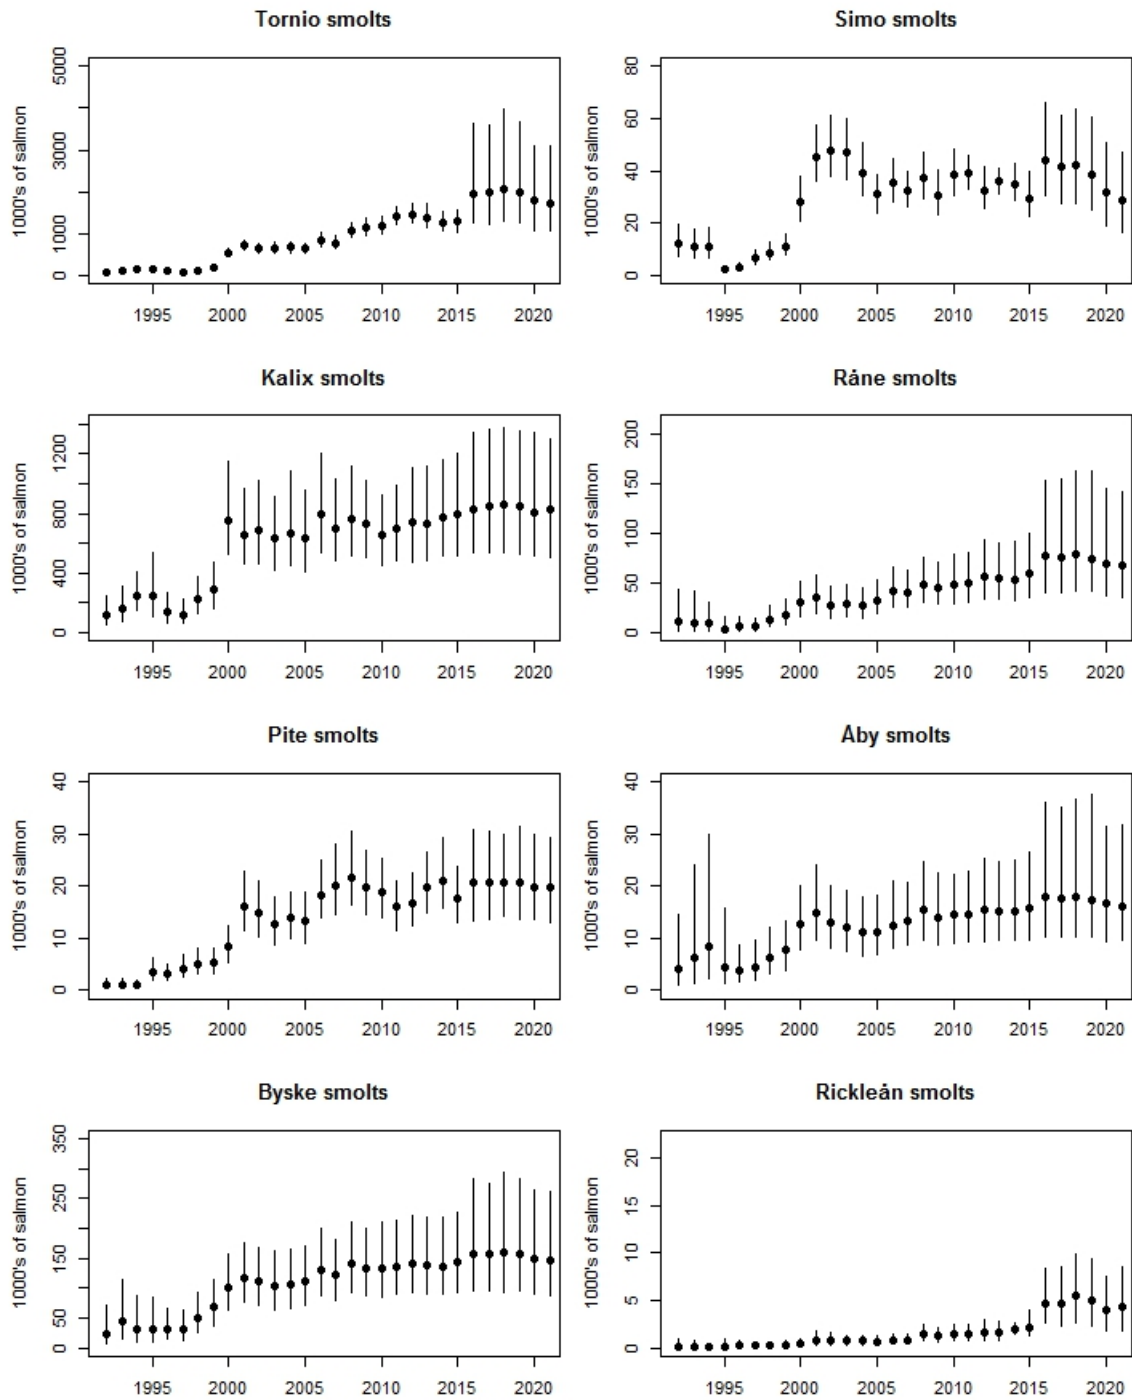 Tornio smolts
1000's of salmon
0 1000 3000 5000
1995 2000 2005 2010 2015 2020
Simo smolts
1000's of salmon
0 20 40 60 80
1995 2000 2005 2010 2015 2020
Kalix smolts
1000's of salmon
0 400 800 1200
1995 2000 2005 2010 2015 2020
Råne smolts
1000's of salmon
0 50 100 150 200
1995 2000 2005 2010 2015 2020
Pite smolts
1000's of salmon
0 10 20 30 40
1995 2000 2005 2010 2015 2020
Åby smolts
1000's of salmon
0 10 20 30 40
1995 2000 2005 2010 2015 2020
Byske smolts
1000's of salmon
0 50 150 250 350
1995 2000 2005 2010 2015 2020
Rickleån smolts
1000's of salmon
0 5 10 15 20
1995 2000 2005 2010 2015 2020